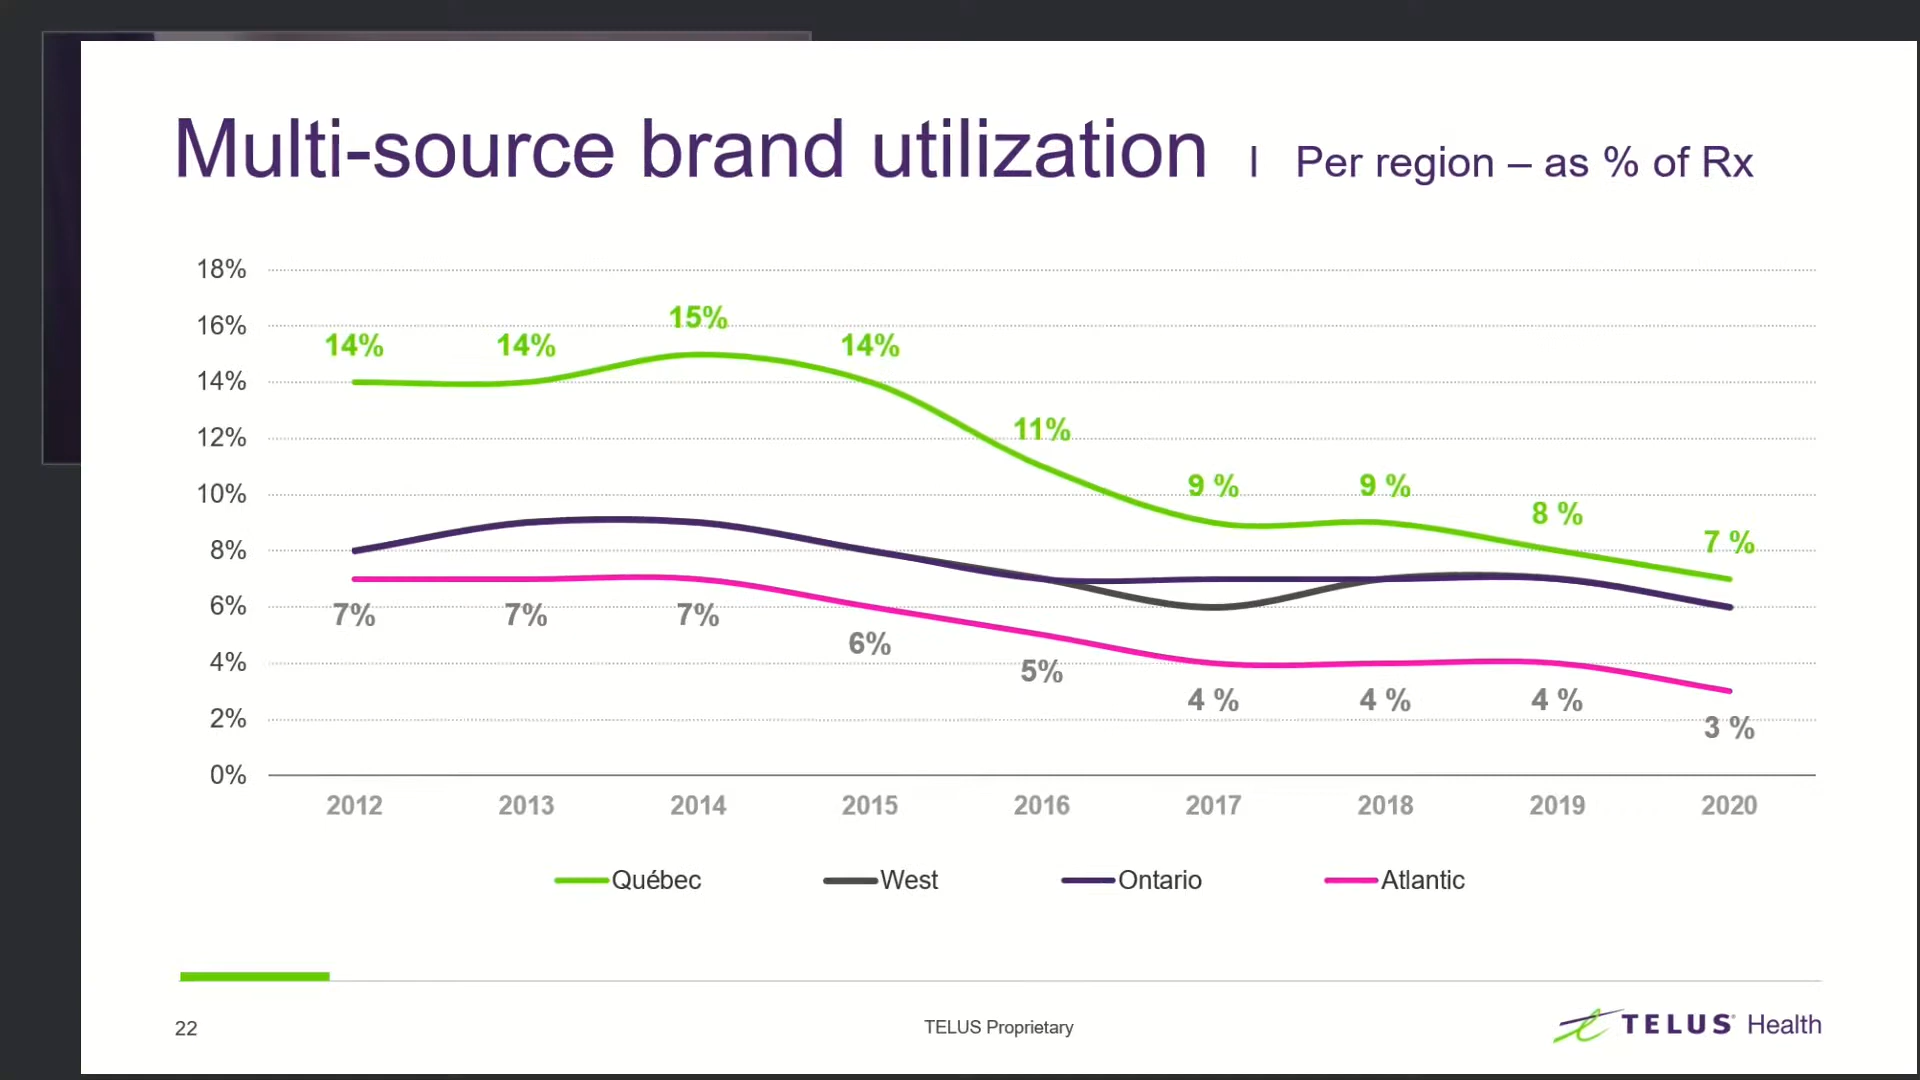 Multi-source brand utilization | Per region – as % of Rx
18%
16%
14%
12%
10%
8%
6%
4%
2%
0%
14% 14% 15% 14% 11% 9 % 9 % 8 % 7 %
7% 7% 7% 6% 5% 4 % 4 % 4 % 3 %
2012 2013 2014 2015 2016 2017 2018 2019 2020
Québec West Ontario Atlantic
22
TELUS Proprietary
TELUS Health